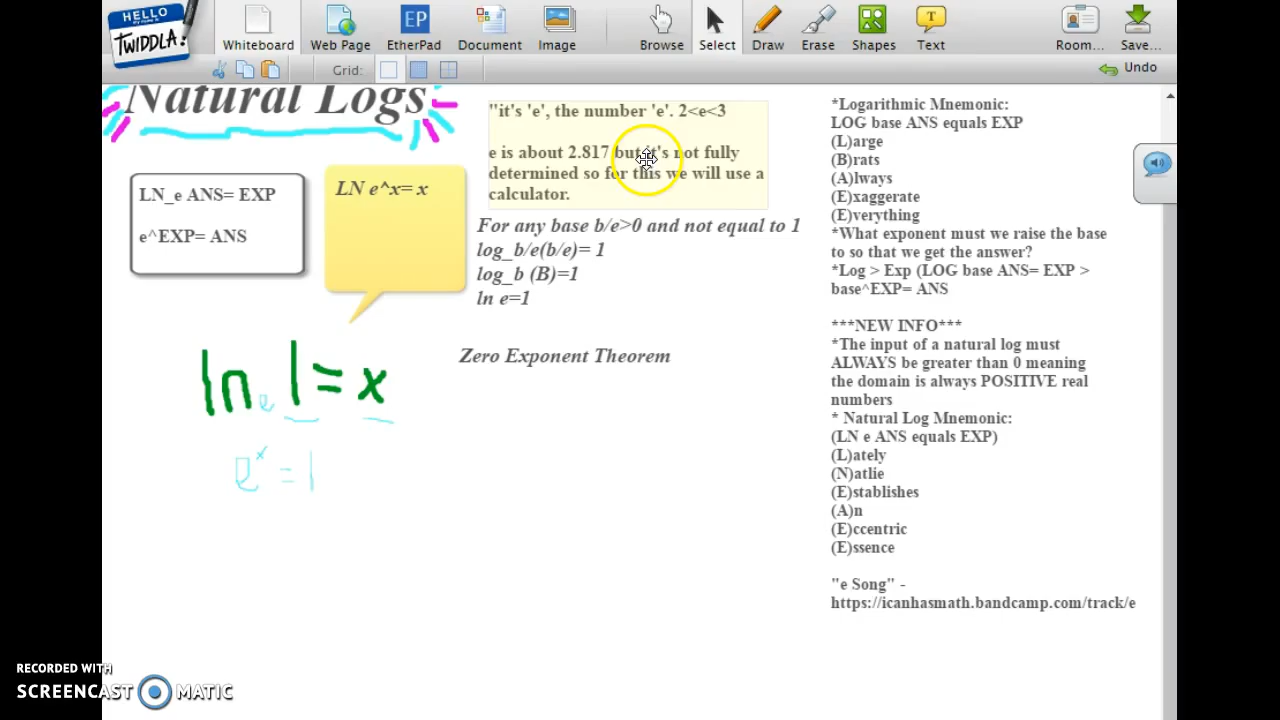 HELLO
MY NAME IS
TWIDDLA!
Whiteboard
Web Page
EtherPad
Document
Image
Browse
Select
Draw
Erase
Shapes
Text
Room...
Save...
EP
T
Grid:
Undo
Natural Logs
LN_e ANS= EXP
e^EXP= ANS
LN e^x= x
"it's 'e', the number 'e'. 2<e<3
e is about 2.817 but it's not fully
determined so for this we will use a
calculator.
For any base b/e>0 and not equal to 1
log_b/e(b/e)= 1
log_b (B)=1
ln e=1
Zero Exponent Theorem
ln e 1=x
e^x = 1
*Logarithmic Mnemonic:
LOG base ANS equals EXP
(L)arge
(B)rats
(A)lways
(E)xaggerate
(E)verything
*What exponent must we raise the base
to so that we get the answer?
*Log > Exp (LOG base ANS= EXP >
base^EXP= ANS
***NEW INFO***
*The input of a natural log must
ALWAYS be greater than 0 meaning
the domain is always POSITIVE real
numbers
* Natural Log Mnemonic:
(LN e ANS equals EXP)
(L)ately
(N)atlie
(E)stablishes
(A)n
(E)ccentric
(E)ssence
"e Song" -
https://icanhasmath.bandcamp.com/track/e
RECORDED WITH
SCREENCAST MATIC